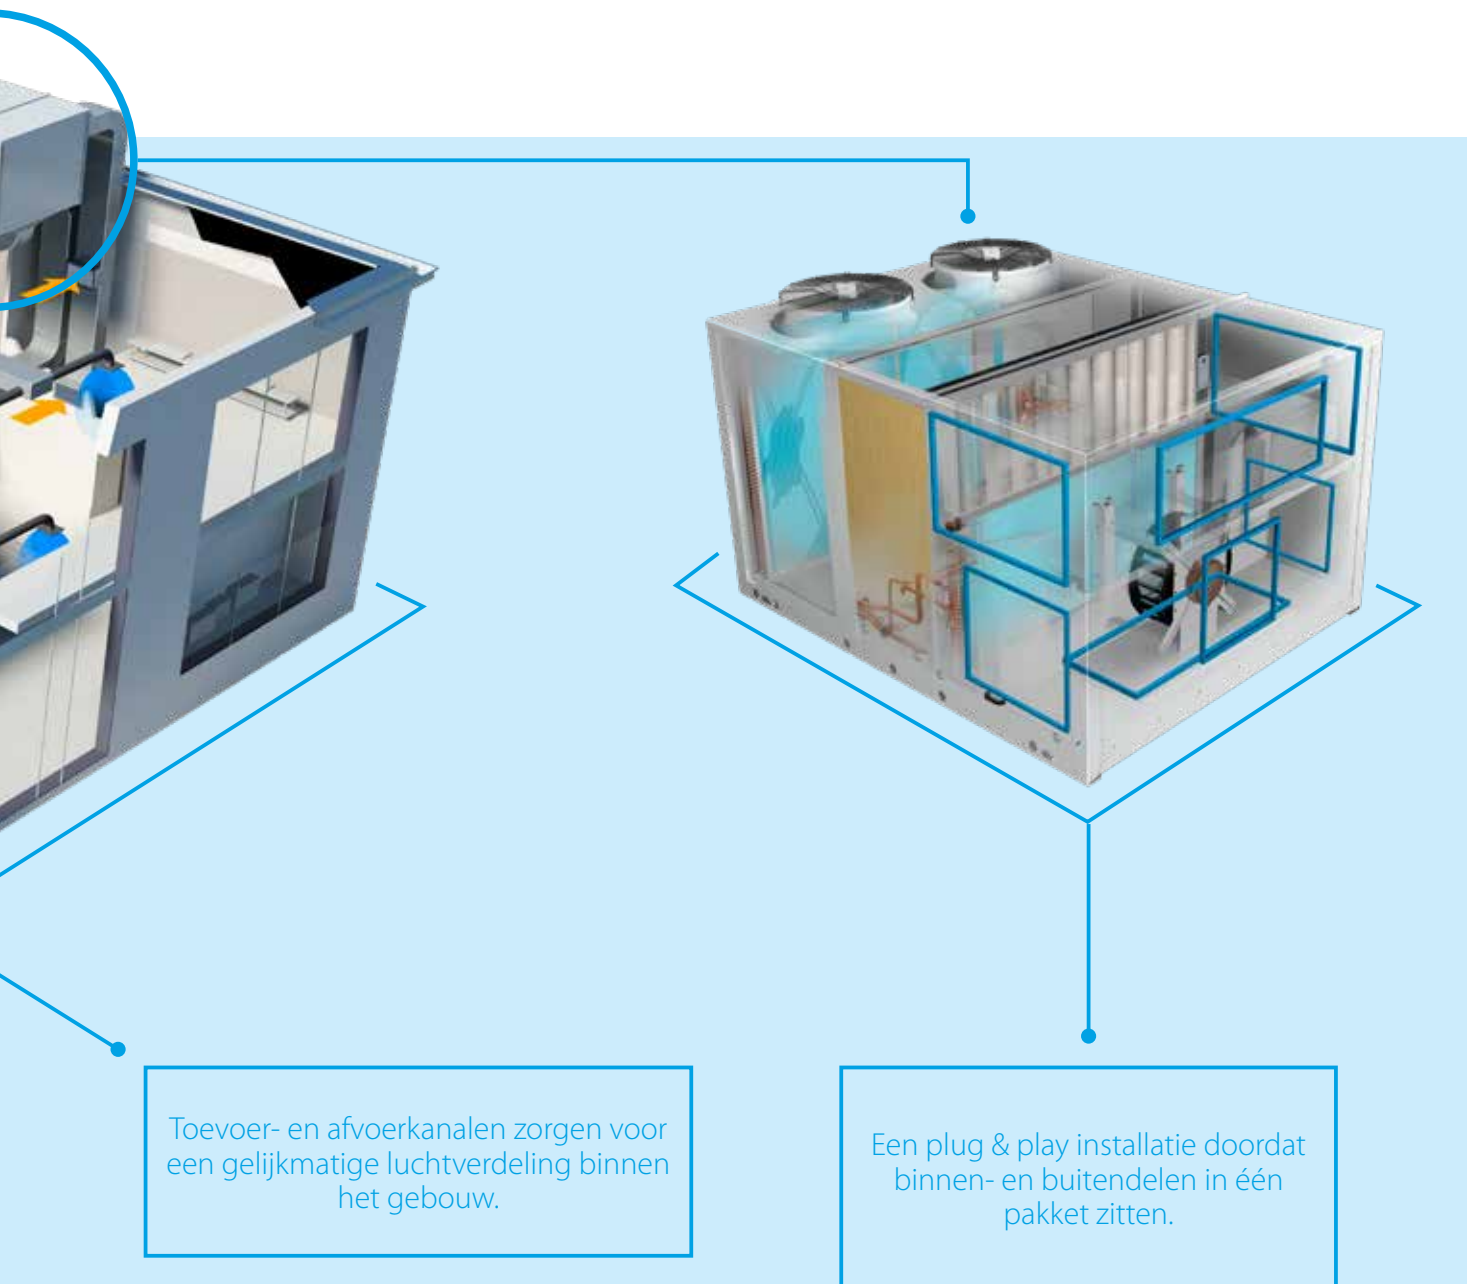 Toevoer- en afvoerkanalen zorgen voor
een gelijkmatige luchtverdeling binnen
het gebouw.
Een plug & play installatie doordat
binnen- en buitendelen in één
pakket zitten.